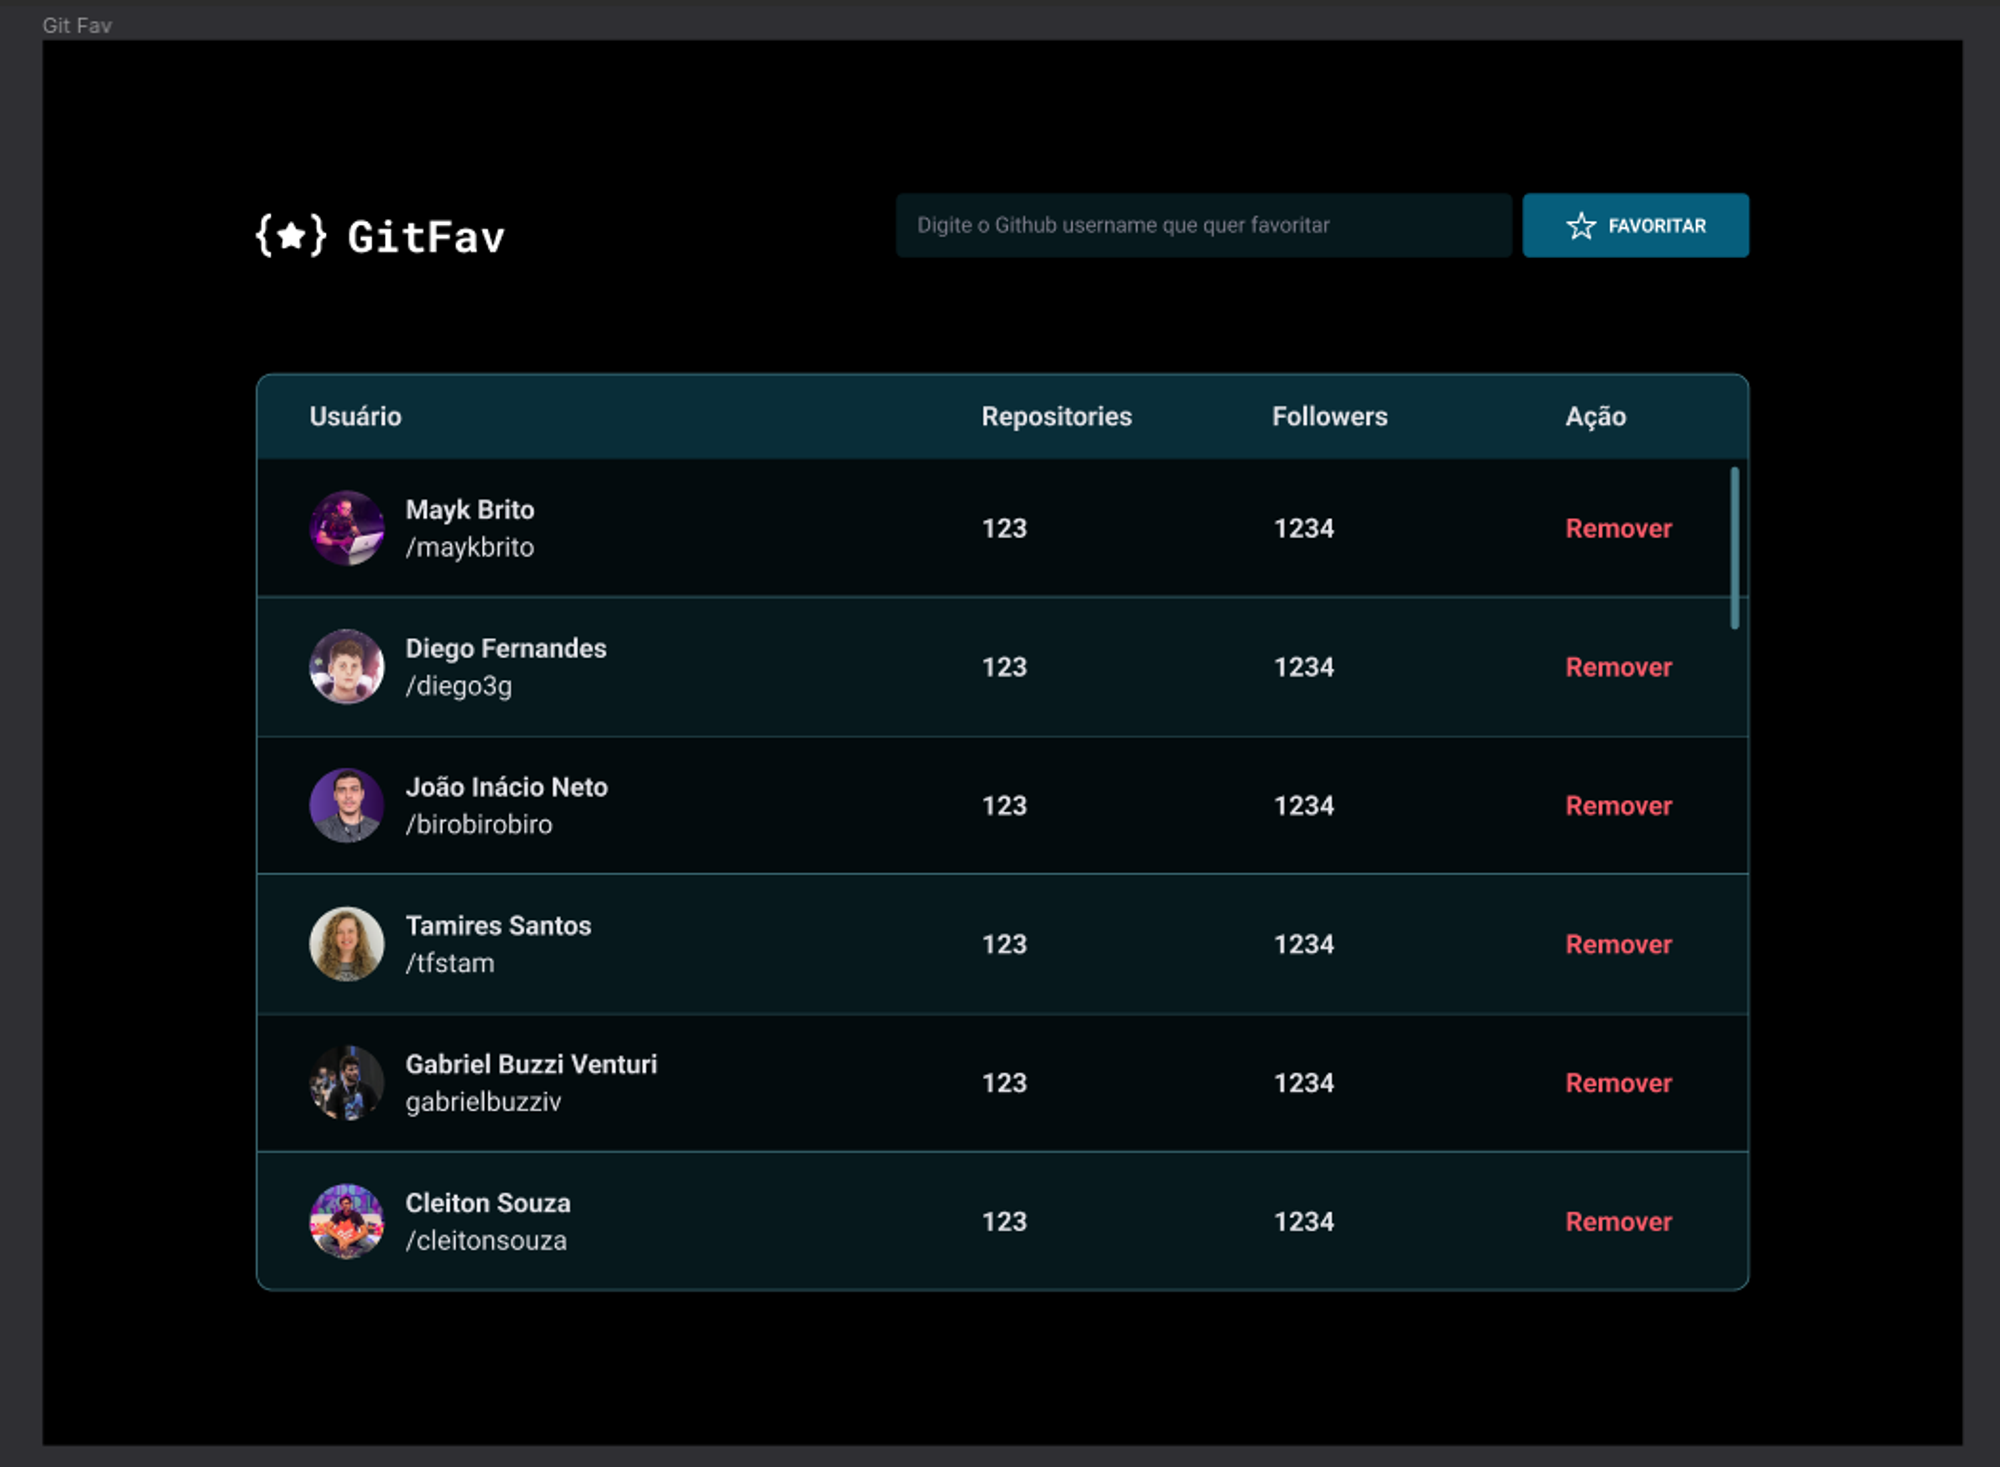 Git Fav
GitFav
Digite o Github username que quer favoritar
FAVORITAR
Usuário Repositories Followers Ação
Mayk Brito
/maykbrito
123 1234 Remover
Diego Fernandes
/diego3g
123 1234 Remover
João Inácio Neto
/birobirobiro
123 1234 Remover
Tamires Santos
/tfstam
123 1234 Remover
Gabriel Buzzi Venturi
gabrielbuzziv
123 1234 Remover
Cleiton Souza
/cleitonsouza
123 1234 Remover